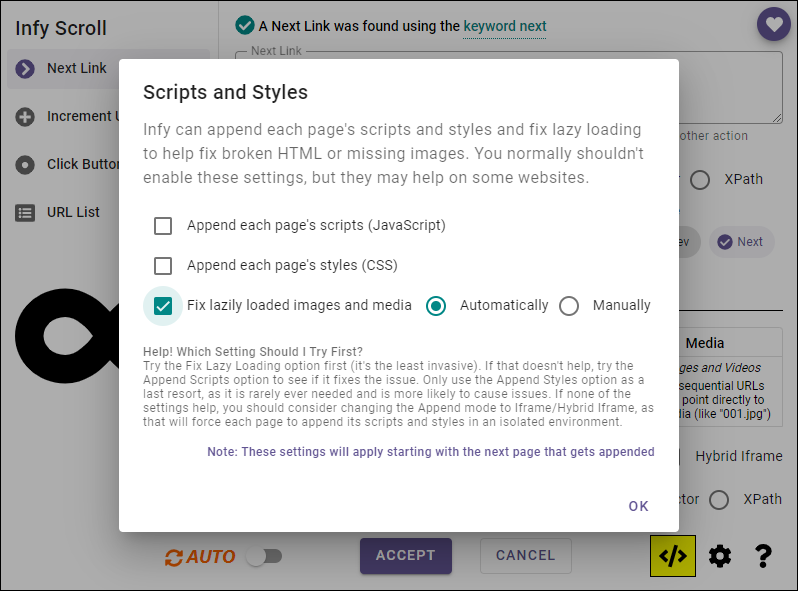 Infy Scroll
A Next Link was found using the keyword next
Next Link
Next Link
Increment U
Click Button
URL List
other action
XPath
ev
Next
Scripts and Styles
Infy can append each page's scripts and styles and fix lazy loading
to help fix broken HTML or missing images. You normally shouldn't
enable these settings, but they may help on some websites.
Append each page's scripts (JavaScript)
Append each page's styles (CSS)
Fix lazily loaded images and media
Automatically
Manually
Help! Which Setting Should I Try First?
Try the Fix Lazy Loading option first (it's the least invasive). If that doesn't help, try the
Append Scripts option to see if it fixes the issue. Only use the Append Styles option as a
last resort, as it is rarely ever needed and is more likely to cause issues. If none of the
settings help, you should consider changing the Append mode to Iframe/Hybrid Iframe, as
that will force each page to append its scripts and styles in an isolated environment.
Note: These settings will apply starting with the next page that gets appended
OK
Media
ges and Videos
sequential URLs
point directly to
dia (like "001.jpg")
Hybrid Iframe
ctor
XPath
AUTO
ACCEPT
CANCEL
</>
?